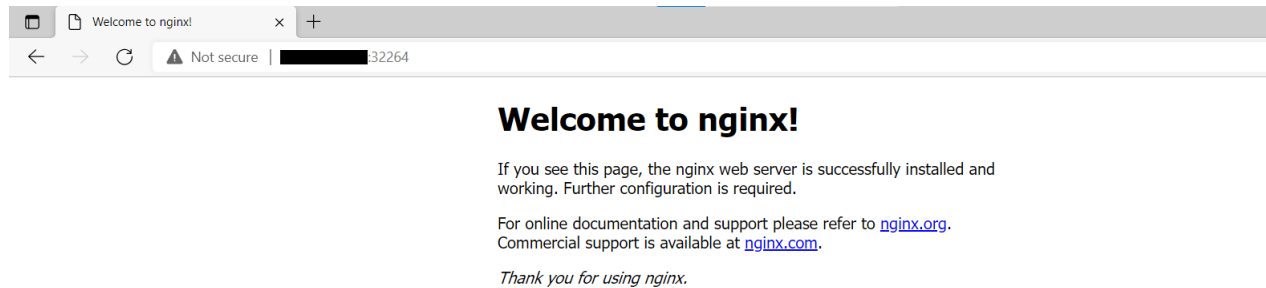 Welcome to nginx!
Not secure | :32264
Welcome to nginx!
If you see this page, the nginx web server is successfully installed and
working. Further configuration is required.
For online documentation and support please refer to nginx.org.
Commercial support is available at nginx.com.
Thank you for using nginx.